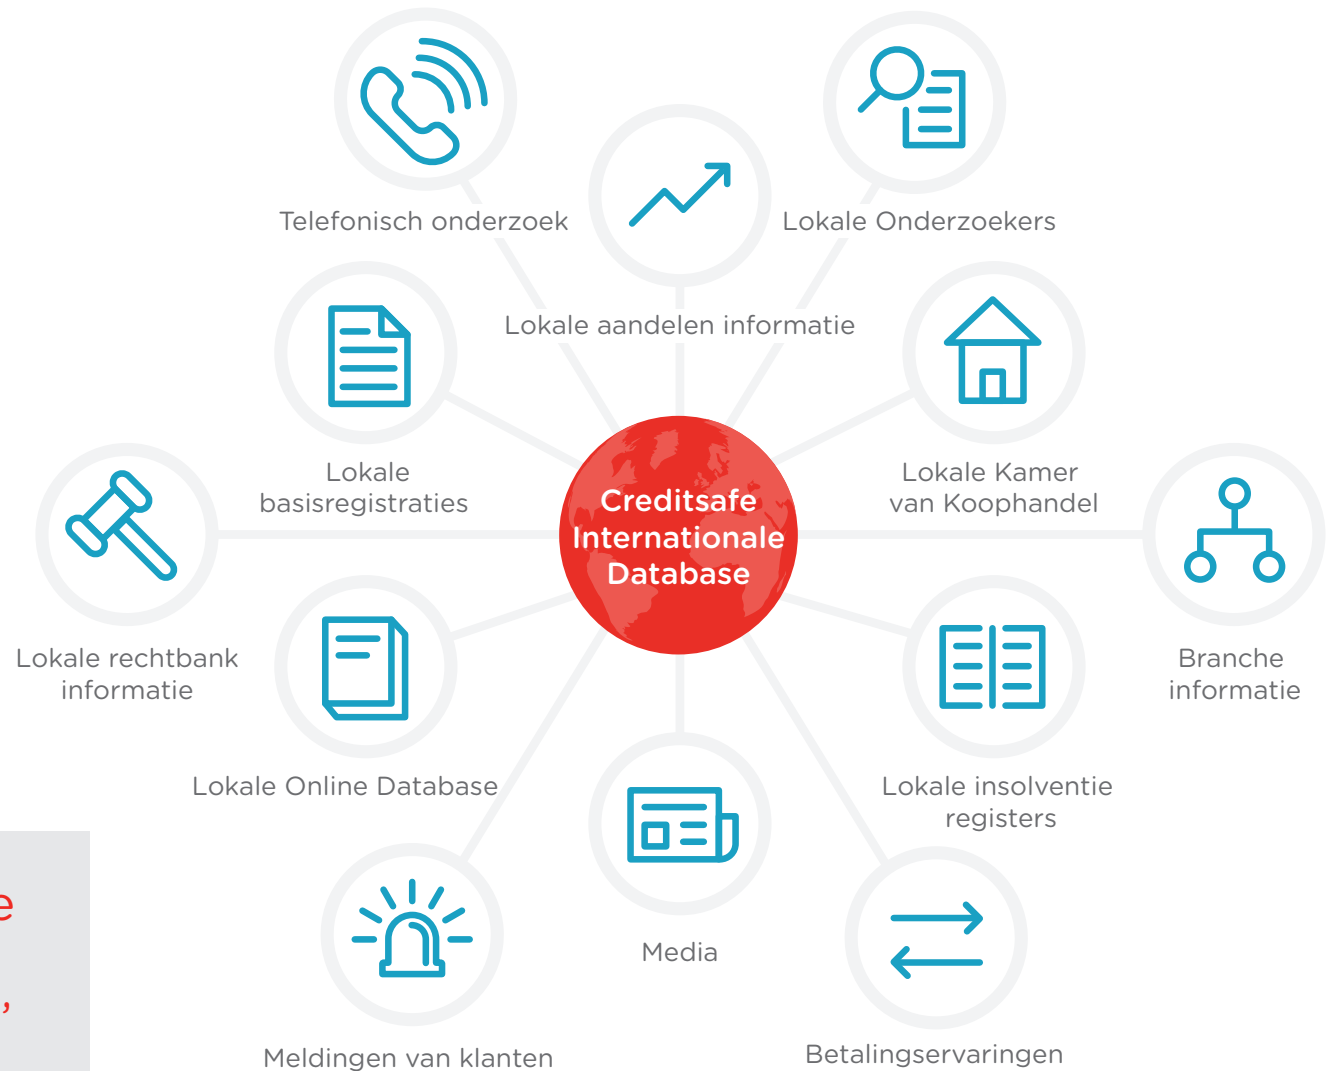 Telefonisch onderzoek
Lokale Onderzoekers
Lokale aandelen informatie
Lokale
basisregistraties
Lokale Kamer
van Koophandel
Creditsafe
Internationale
Database
Lokale rechtbank
informatie
Branche
informatie
Lokale Online Database
Lokale insolventie
registers
e
,
Media
Meldingen van klanten
Betalingservaringen